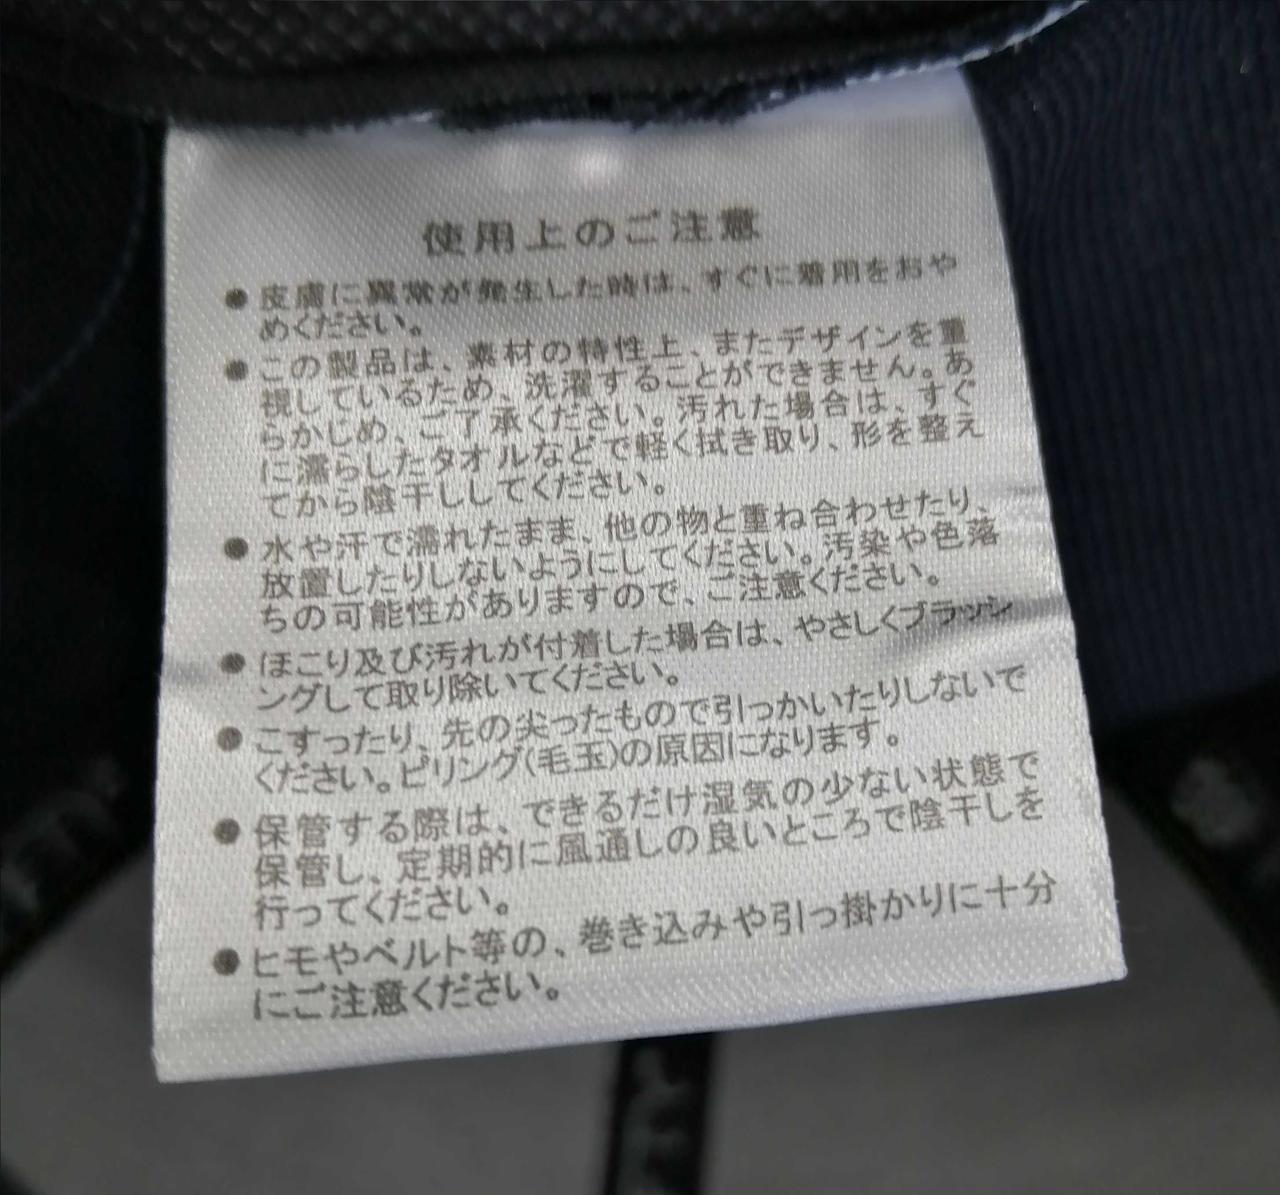 使用上のご注意
●皮膚に異常が発生した時は、すぐに着用をおや
めください。
●この製品は、素材の特性上、またデザインを重
視しているため、洗濯することができません。あ
らかじめ、ご了承ください。汚れた場合は、すぐ
に濡らしたタオルなどで軽く拭き取り、形を整え
てから陰干ししてください。
●水や汗で濡れたまま、他の物と重ね合わせたり、
放置したりしないようにしてください。汚染や色落
ちの可能性がありますので、ご注意ください。
●ほこり及び汚れが付着した場合は、やさしくブラッシ
ングして取り除いてください。
●こすったり、先の尖ったもので引っかいたりしないで
ください。ピリング(毛玉)の原因になります。
●保管する際は、できるだけ湿気の少ない状態で
保管し、定期的に風通しの良いところで陰干しを
行ってください。
●ヒモやベルト等の、巻き込みや引っ掛かりに十分
にご注意ください。